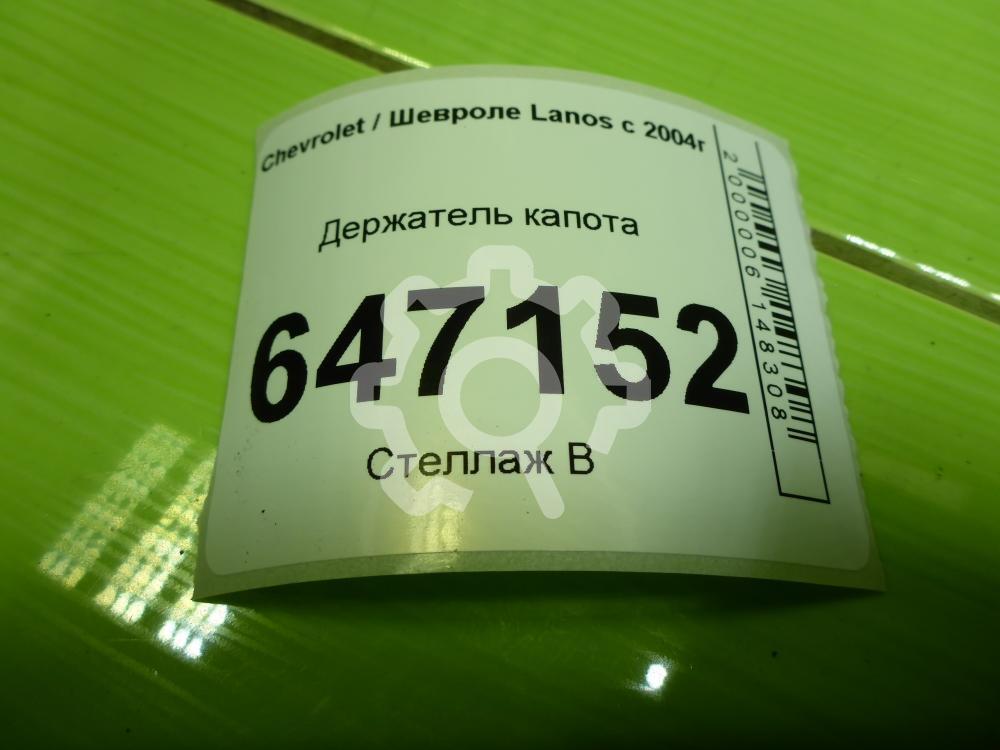 Chevrolet / Шевроле Lanos с 2004г
Держатель капота
647152
Стеллаж В
2000006148308